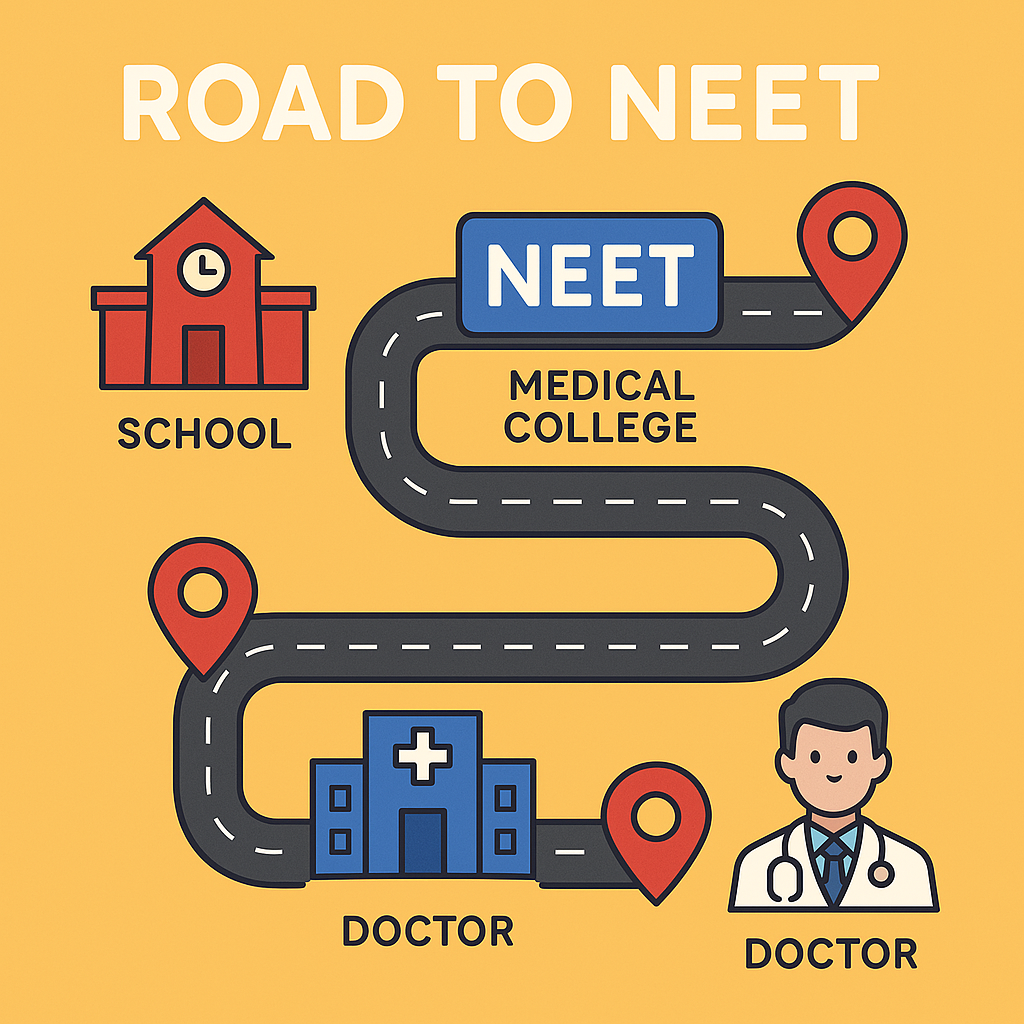 ROAD TO NEET
NEET
SCHOOL
MEDICAL
COLLEGE
DOCTOR
DOCTOR